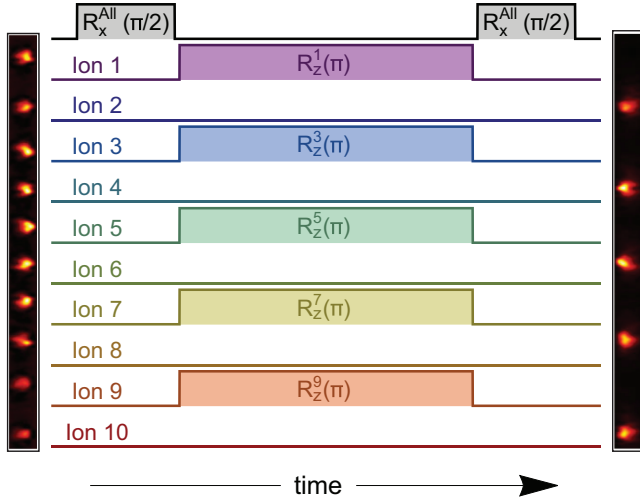 R_x^All (π/2) R_x^All (π/2)
Ion 1 R_z^1(π)
Ion 2
Ion 3 R_z^3(π)
Ion 4
Ion 5 R_z^5(π)
Ion 6
Ion 7 R_z^7(π)
Ion 8
Ion 9 R_z^9(π)
Ion 10
time